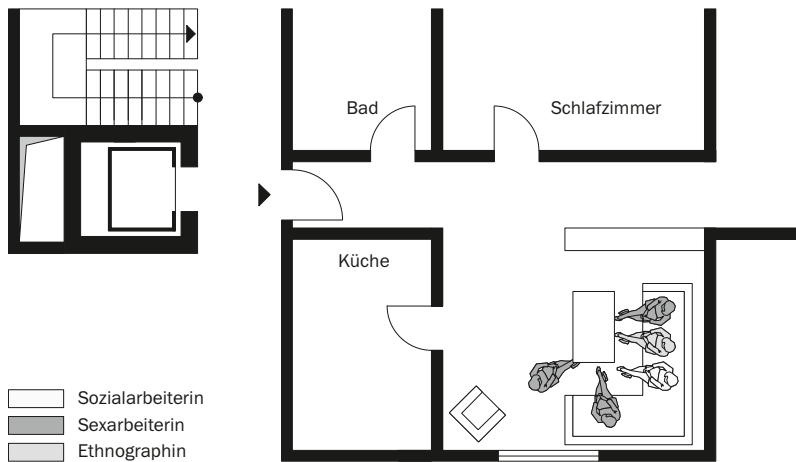 Bad
Schlafzimmer
Küche
Sozialarbeiterin
Sexarbeiterin
Ethnographin